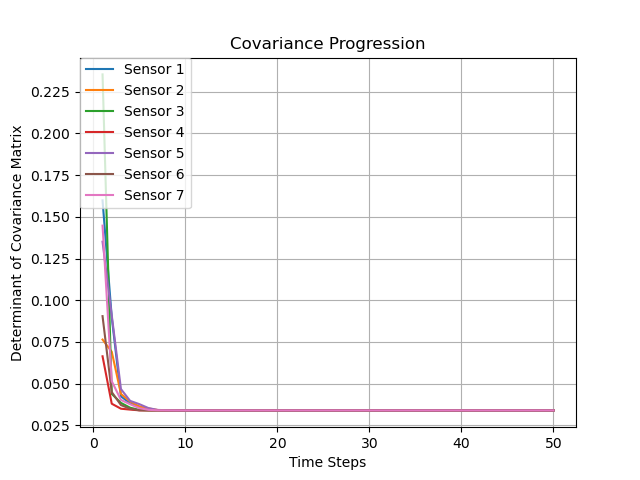 Covariance Progression
Determinant of Covariance Matrix
0.225
0.200
0.175
0.150
0.125
0.100
0.075
0.050
0.025
Sensor 1
Sensor 2
Sensor 3
Sensor 4
Sensor 5
Sensor 6
Sensor 7
0
10
20
30
40
50
Time Steps